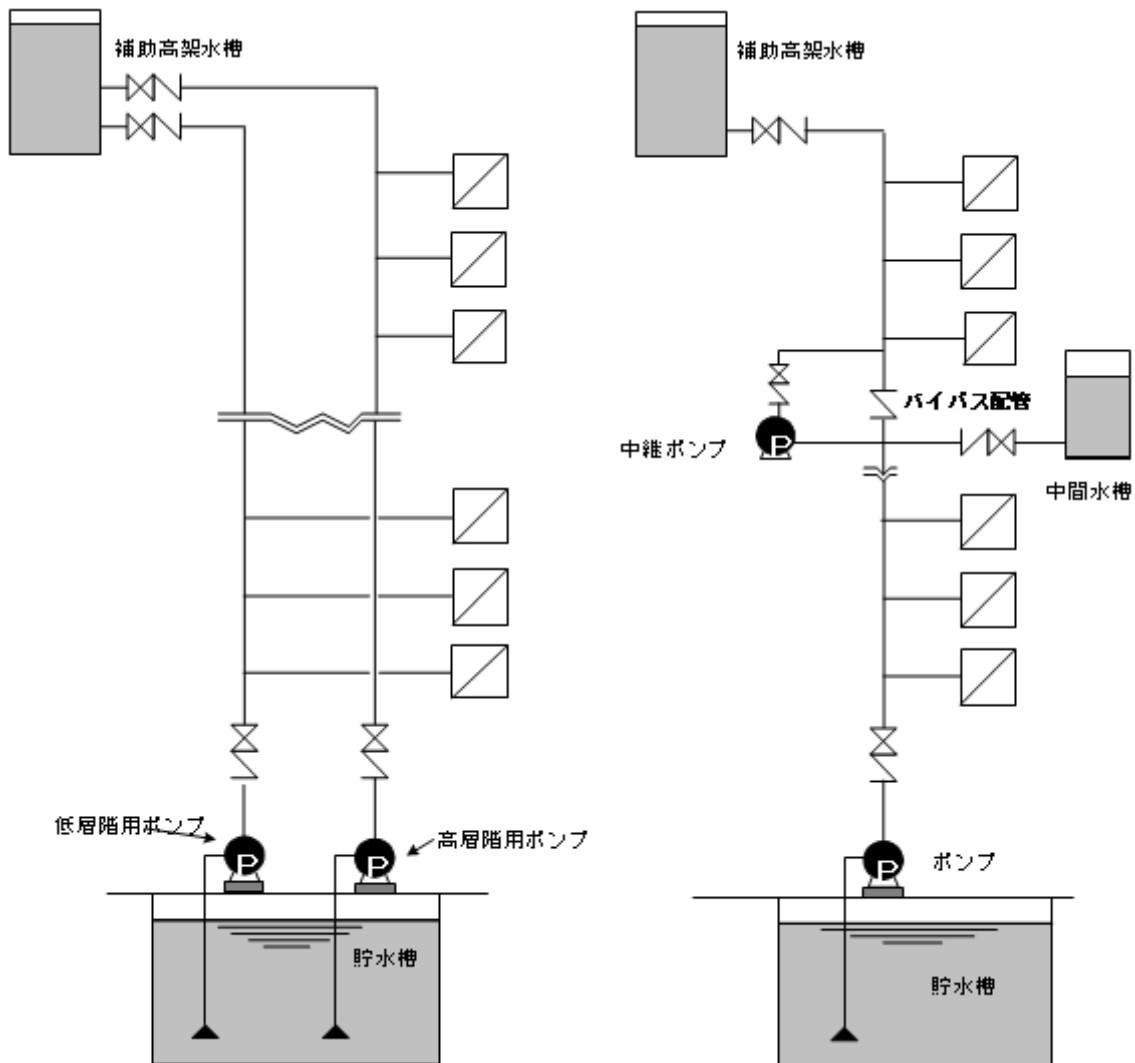 補助高架水槽
低層階用ポンプ
P
P
高層階用ポンプ
貯水槽
補助高架水槽
バイパス配管
中継ポンプ
P
中間水槽
P
ポンプ
貯水槽